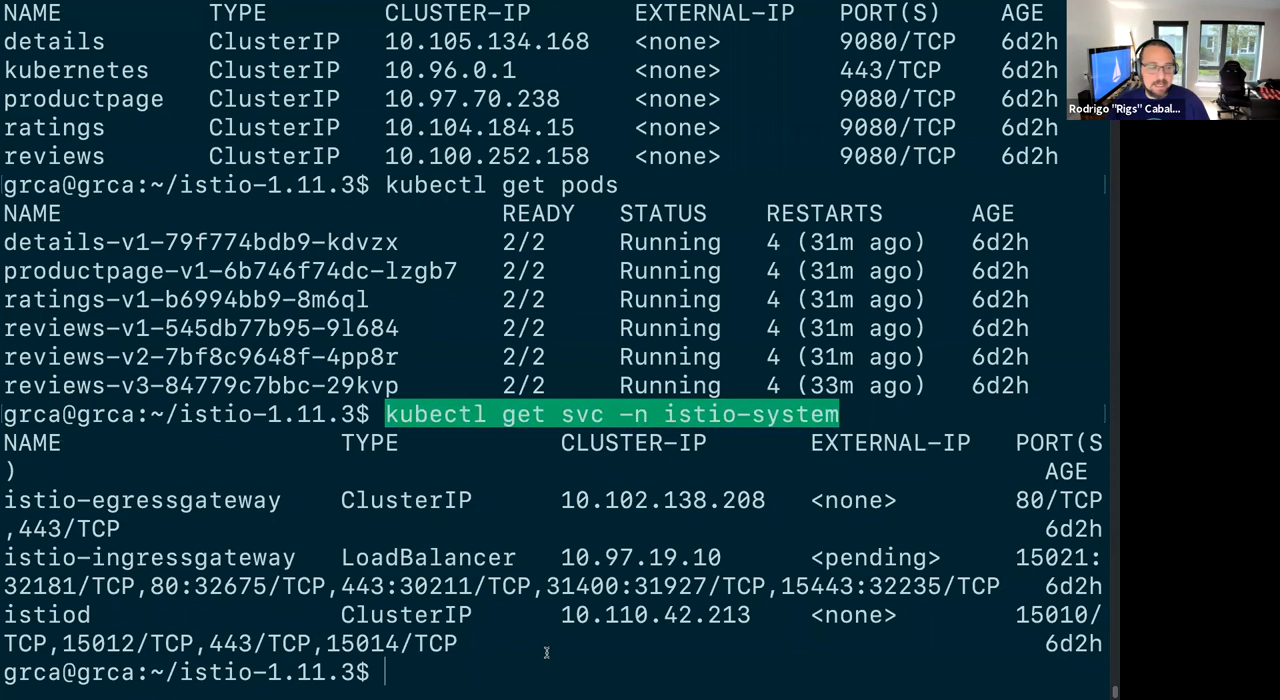 NAME TYPE CLUSTER-IP EXTERNAL-IP PORT(S) AGE
details ClusterIP 10.105.134.168 <none> 9080/TCP 6d2h
kubernetes ClusterIP 10.96.0.1 <none> 443/TCP 6d2h
productpage ClusterIP 10.97.70.238 <none> 9080/TCP 6d2h
ratings ClusterIP 10.104.184.15 <none> 9080/TCP 6d2h
reviews ClusterIP 10.100.252.158 <none> 9080/TCP 6d2h
Rodrigo "Rigs" Cabal...
grca@grca:~/istio-1.11.3$ kubectl get pods
NAME READY STATUS RESTARTS AGE
details-v1-79f774bdb9-kdvzx 2/2 Running 4 (31m ago) 6d2h
productpage-v1-6b746f74dc-lzgb7 2/2 Running 4 (31m ago) 6d2h
ratings-v1-b6994bb9-8m6ql 2/2 Running 4 (31m ago) 6d2h
reviews-v1-545db77b95-9l684 2/2 Running 4 (31m ago) 6d2h
reviews-v2-7bf8c9648f-4pp8r 2/2 Running 4 (31m ago) 6d2h
reviews-v3-84779c7bbc-29kvp 2/2 Running 4 (33m ago) 6d2h
grca@grca:~/istio-1.11.3$ kubectl get svc -n istio-system
NAME TYPE CLUSTER-IP EXTERNAL-IP PORT(S
) AGE
istio-egressgateway ClusterIP 10.102.138.208 <none> 80/TCP
,443/TCP 6d2h
istio-ingressgateway LoadBalancer 10.97.19.10 <pending> 15021:
32181/TCP,80:32675/TCP,443:30211/TCP,31400:31927/TCP,15443:32235/TCP 6d2h
istiod ClusterIP 10.110.42.213 <none> 15010/
TCP,15012/TCP,443/TCP,15014/TCP 6d2h
grca@grca:~/istio-1.11.3$